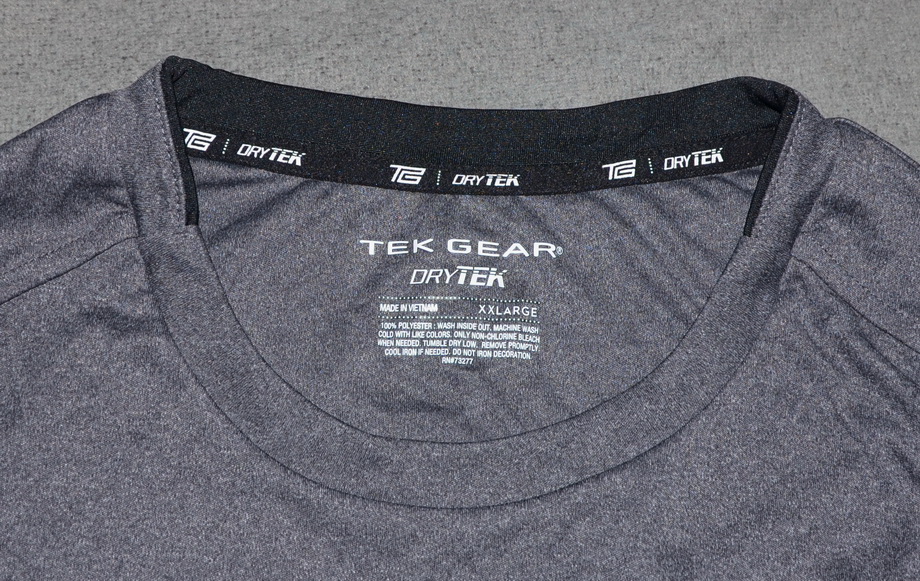 TG DRYTEK
TG DRYTEK
TG DRYTEK
TEK GEAR®
DRYTEK
MADE IN VIETNAM XXLARGE
100% POLYESTER : WASH INSIDE OUT. MACHINE WASH
COLD WITH LIKE COLORS. ONLY NON-CHLORINE BLEACH
WHEN NEEDED. TUMBLE DRY LOW. REMOVE PROMPTLY
COOL IRON IF NEEDED. DO NOT IRON DECORATION.
RN#73277